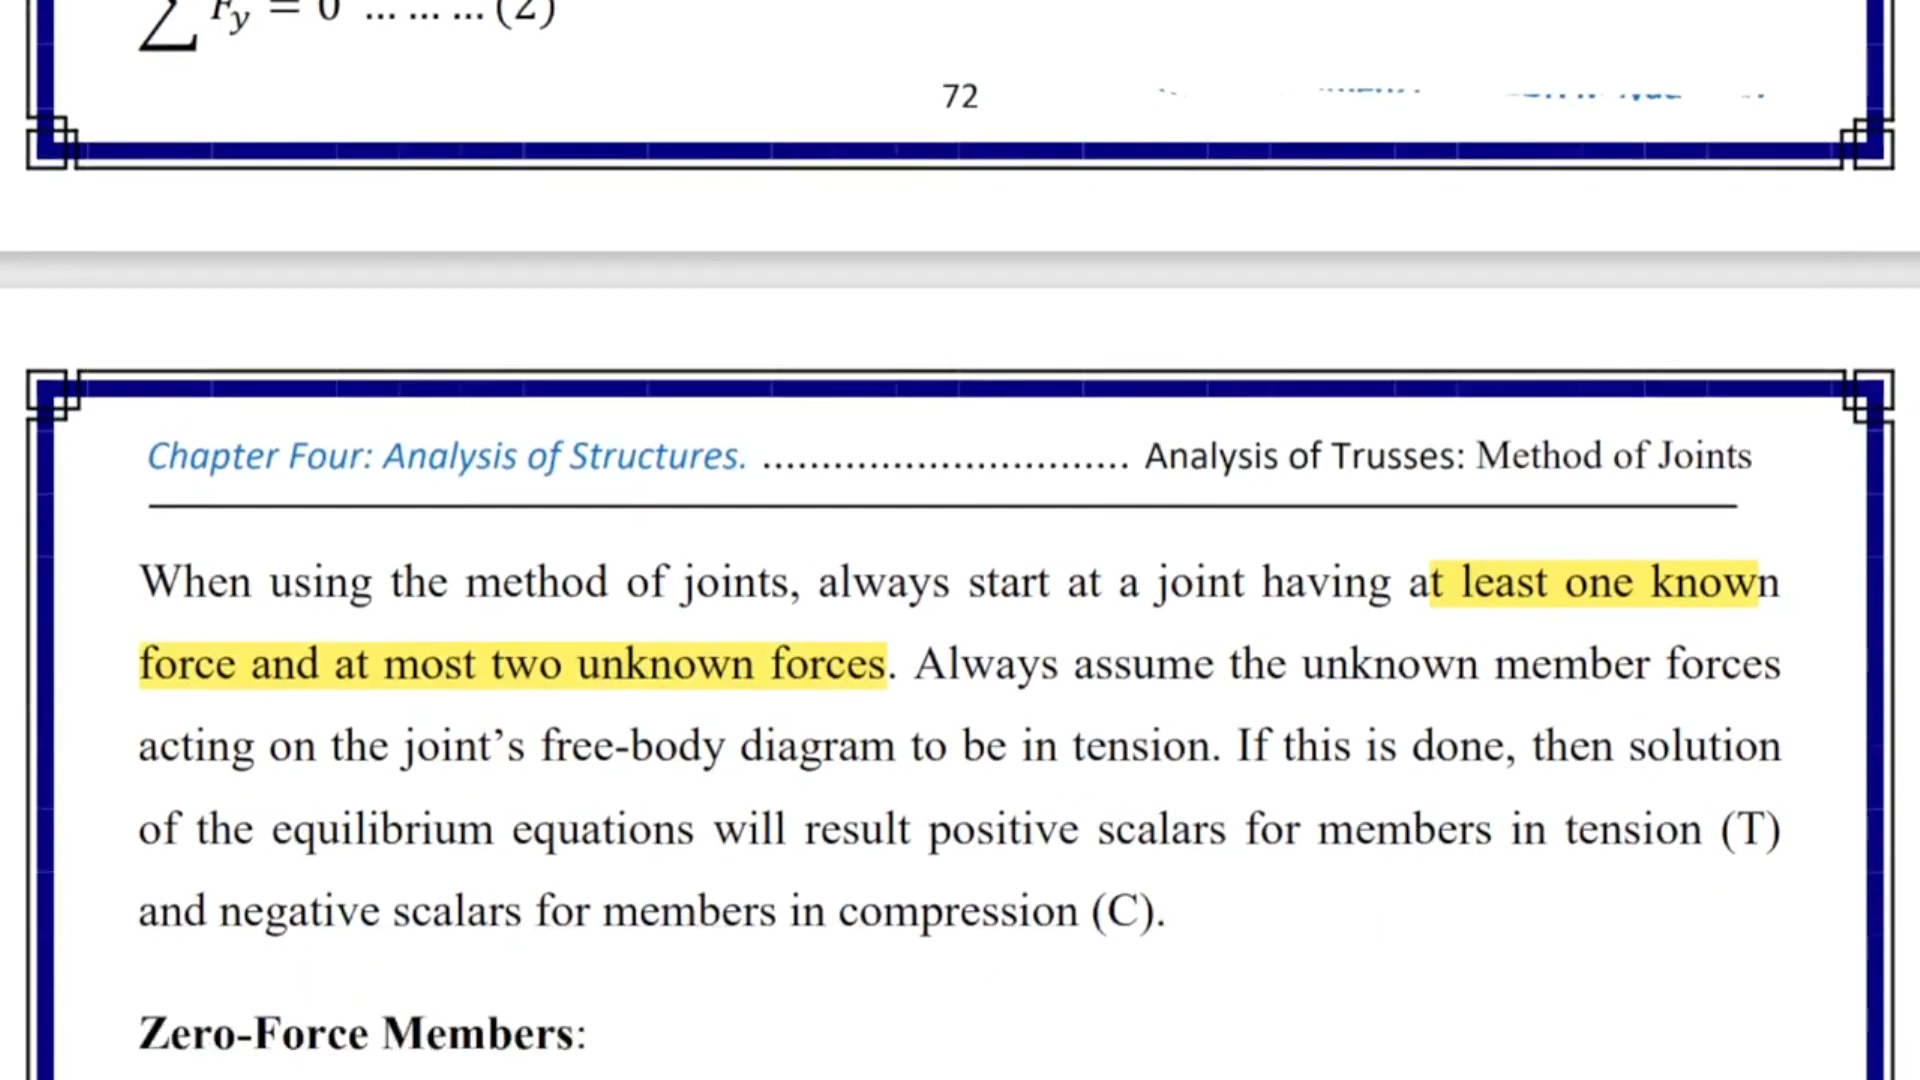 ∑ Fy = 0 ... ... ... (2)
72
Chapter Four: Analysis of Structures. ............................... Analysis of Trusses: Method of Joints
When using the method of joints, always start at a joint having at least one known
force and at most two unknown forces. Always assume the unknown member forces
acting on the joint’s free-body diagram to be in tension. If this is done, then solution
of the equilibrium equations will result positive scalars for members in tension (T)
and negative scalars for members in compression (C).
Zero-Force Members: